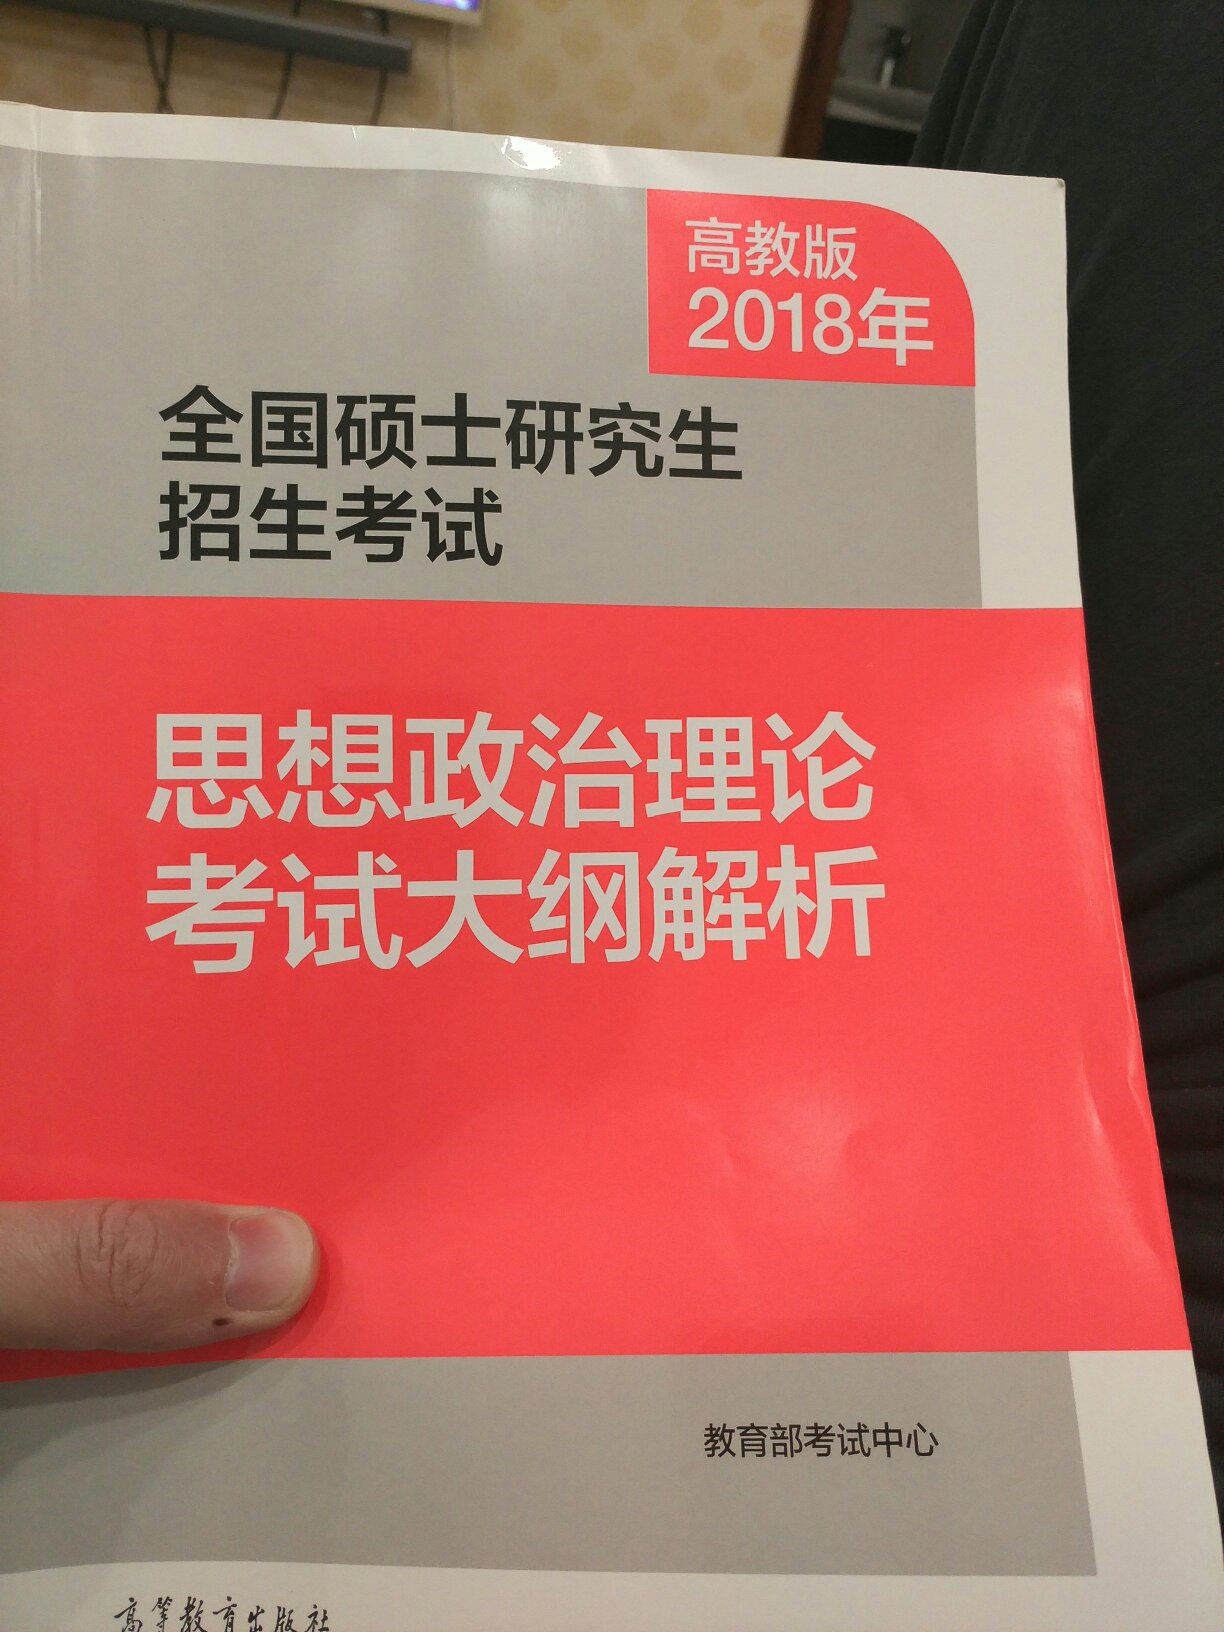 高教版
2018年
全国硕士研究生
招生考试
思想政治理论
考试大纲解析
教育部考试中心
高等教育出版社